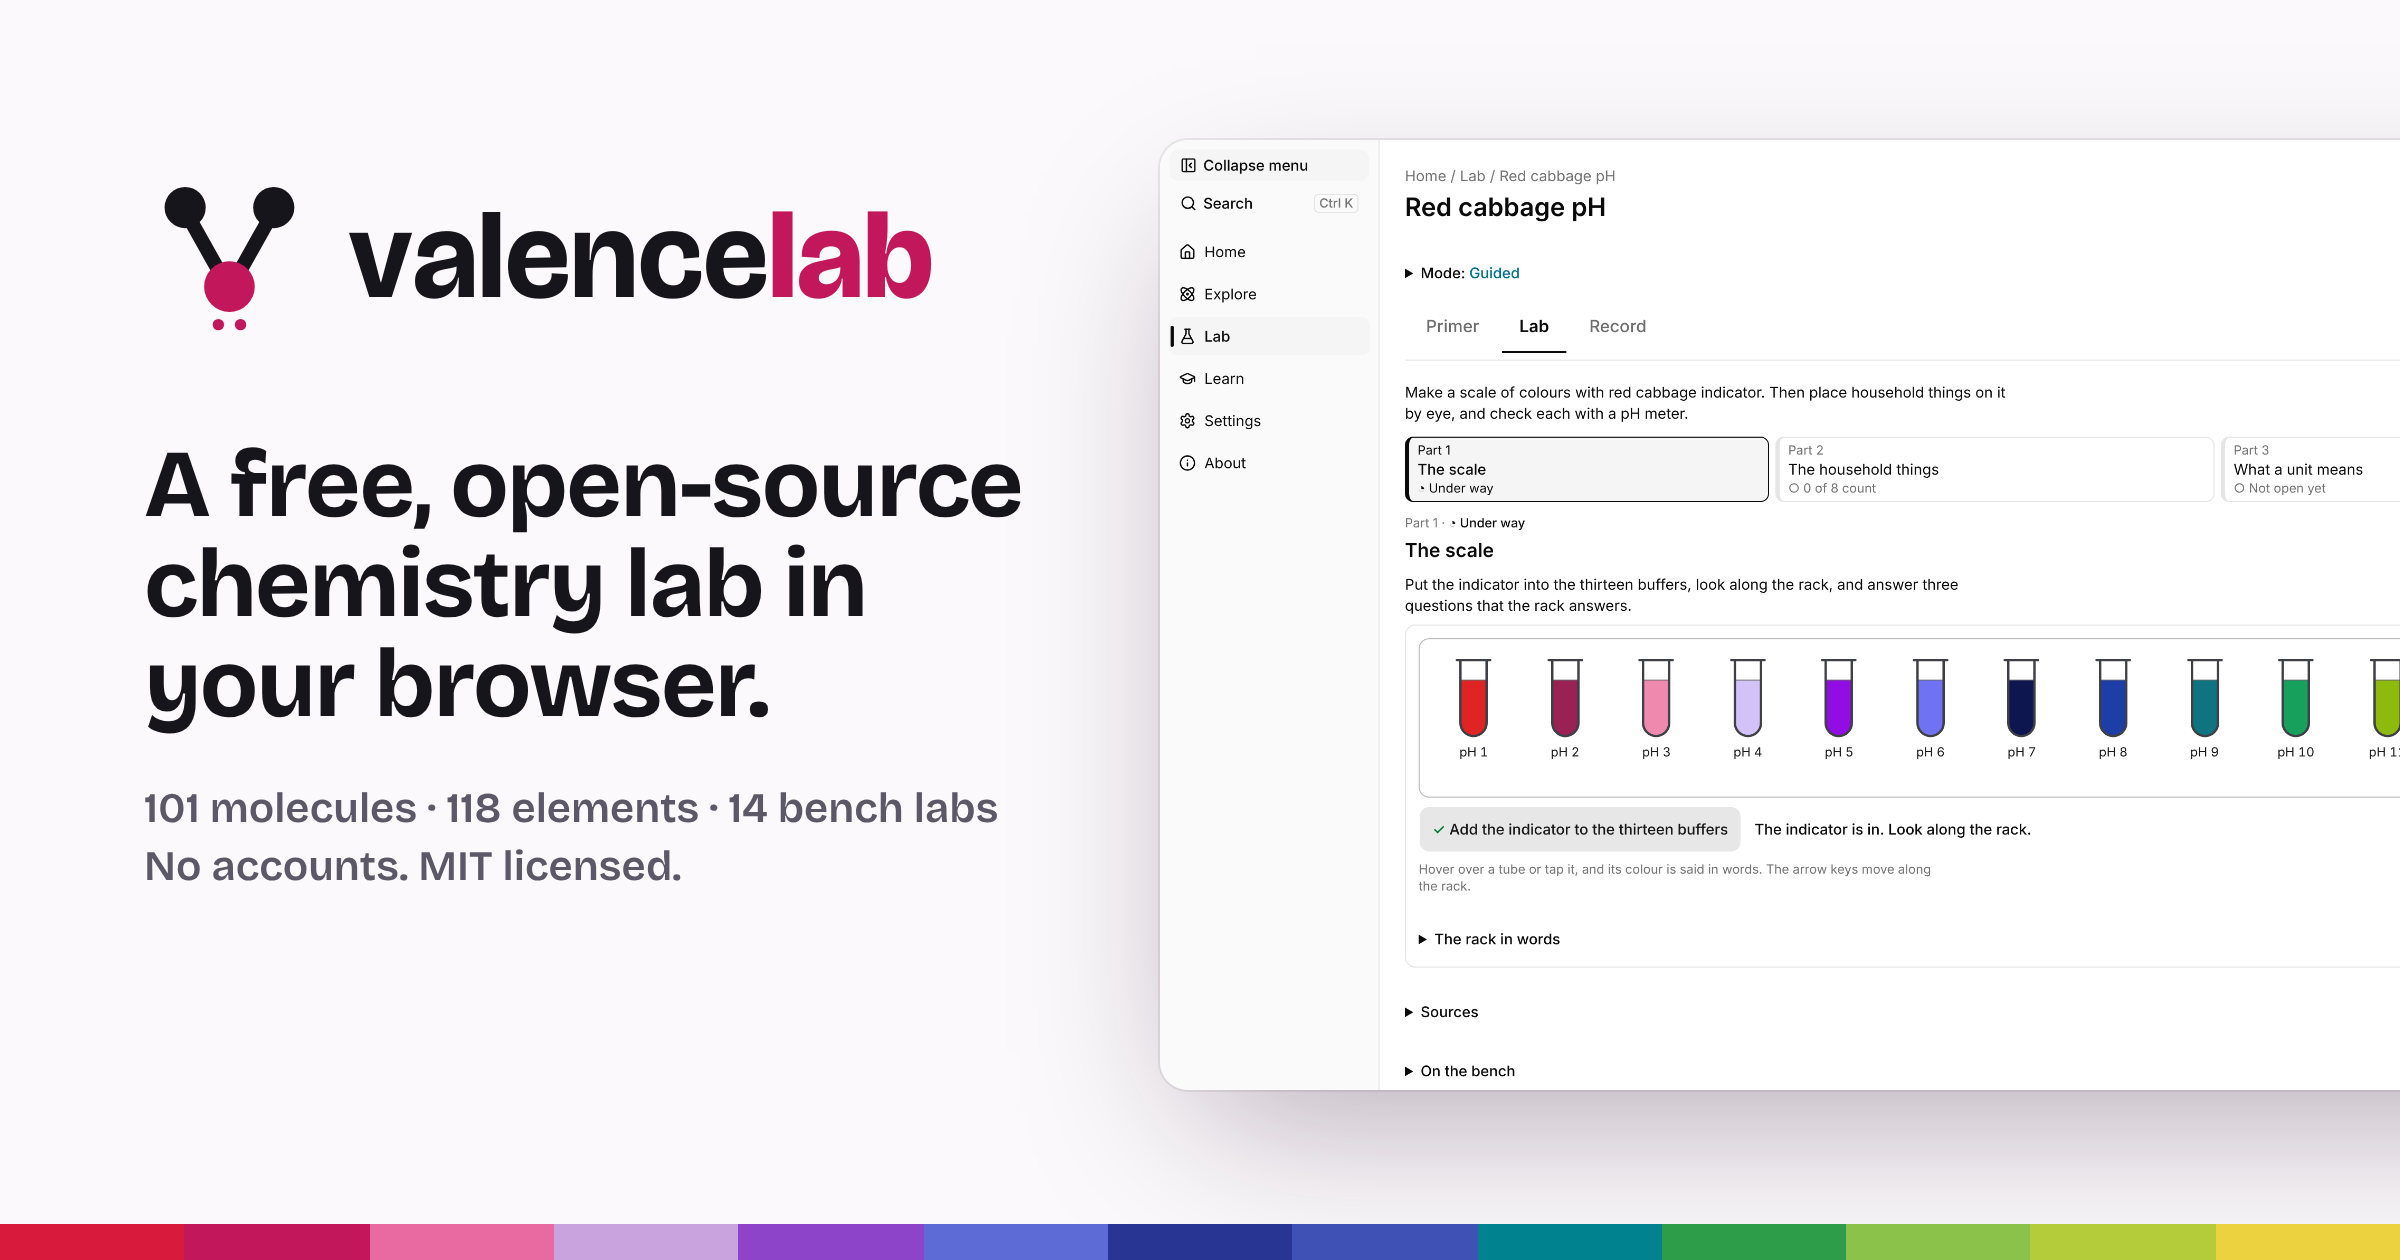 valencelab
A free, open-source
chemistry lab in
your browser.
101 molecules · 118 elements · 14 bench labs
No accounts. MIT licensed.
Collapse menu
Search Ctrl K
Home
Explore
Lab
Learn
Settings
About
Home / Lab / Red cabbage pH
Red cabbage pH
Mode: Guided
Primer Lab Record
Make a scale of colours with red cabbage indicator. Then place household things on it
by eye, and check each with a pH meter.
Part 1
The scale
Under way
Part 2
The household things
0 of 8 count
Part 3
What a unit means
Not open yet
Part 1 · Under way
The scale
Put the indicator into the thirteen buffers, look along the rack, and answer three
questions that the rack answers.
pH 1 pH 2 pH 3 pH 4 pH 5 pH 6 pH 7 pH 8 pH 9 pH 10 pH 11
✓ Add the indicator to the thirteen buffers The indicator is in. Look along the rack.
Hover over a tube or tap it, and its colour is said in words. The arrow keys move along
the rack.
The rack in words
Sources
On the bench